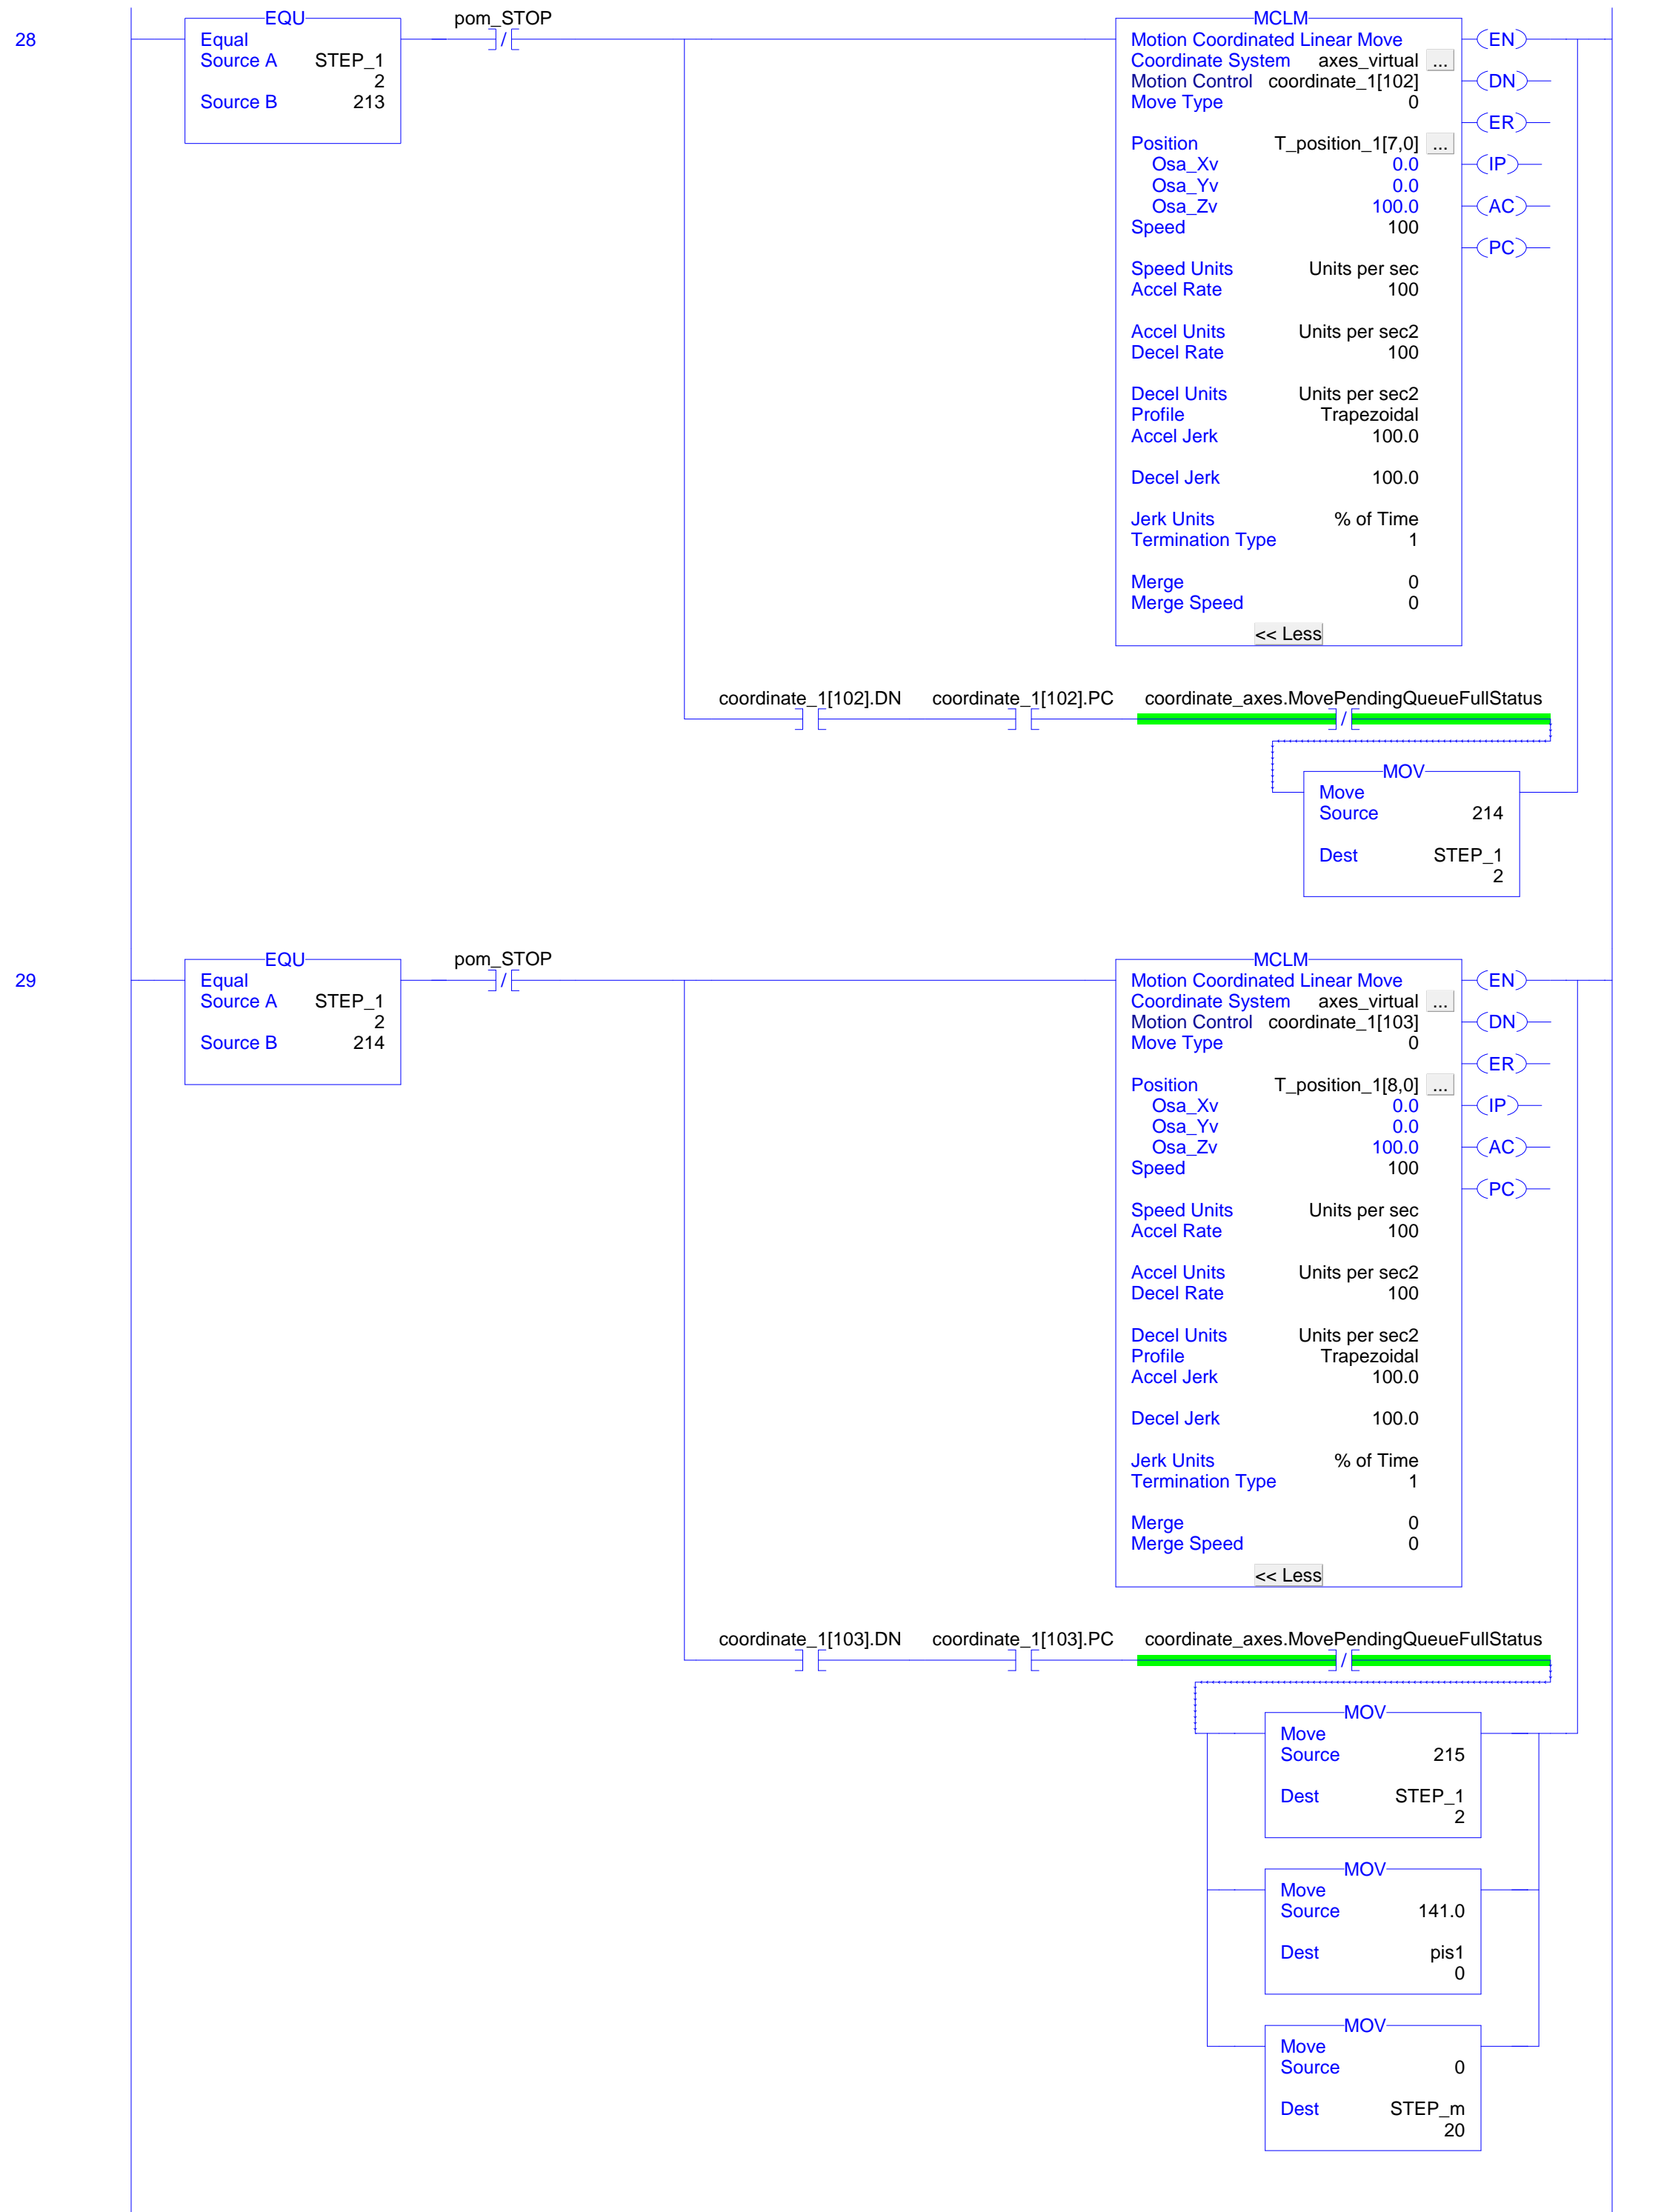 28
EQU
Equal
Source A STEP_1
2
Source B 213
pom_STOP
/
MCLM
Motion Coordinated Linear Move
Coordinate System axes_virtual ...
Motion Control coordinate_1[102]
Move Type 0
Position T_position_1[7,0] ...
Osa_Xv 0.0
Osa_Yv 0.0
Osa_Zv 100.0
Speed 100
Speed Units Units per sec
Accel Rate 100
Accel Units Units per sec2
Decel Rate 100
Decel Units Units per sec2
Profile Trapezoidal
Accel Jerk 100.0
Decel Jerk 100.0
Jerk Units % of Time
Termination Type 1
Merge 0
Merge Speed 0
<< Less
EN
DN
ER
IP
AC
PC
coordinate_1[102].DN coordinate_1[102].PC coordinate_axes.MovePendingQueueFullStatus
/
MOV
Move
Source 214
Dest STEP_1
2
29
EQU
Equal
Source A STEP_1
2
Source B 214
pom_STOP
/
MCLM
Motion Coordinated Linear Move
Coordinate System axes_virtual ...
Motion Control coordinate_1[103]
Move Type 0
Position T_position_1[8,0] ...
Osa_Xv 0.0
Osa_Yv 0.0
Osa_Zv 100.0
Speed 100
Speed Units Units per sec
Accel Rate 100
Accel Units Units per sec2
Decel Rate 100
Decel Units Units per sec2
Profile Trapezoidal
Accel Jerk 100.0
Decel Jerk 100.0
Jerk Units % of Time
Termination Type 1
Merge 0
Merge Speed 0
<< Less
EN
DN
ER
IP
AC
PC
coordinate_1[103].DN coordinate_1[103].PC coordinate_axes.MovePendingQueueFullStatus
/
MOV
Move
Source 215
Dest STEP_1
2
MOV
Move
Source 141.0
Dest pis1
0
MOV
Move
Source 0
Dest STEP_m
20